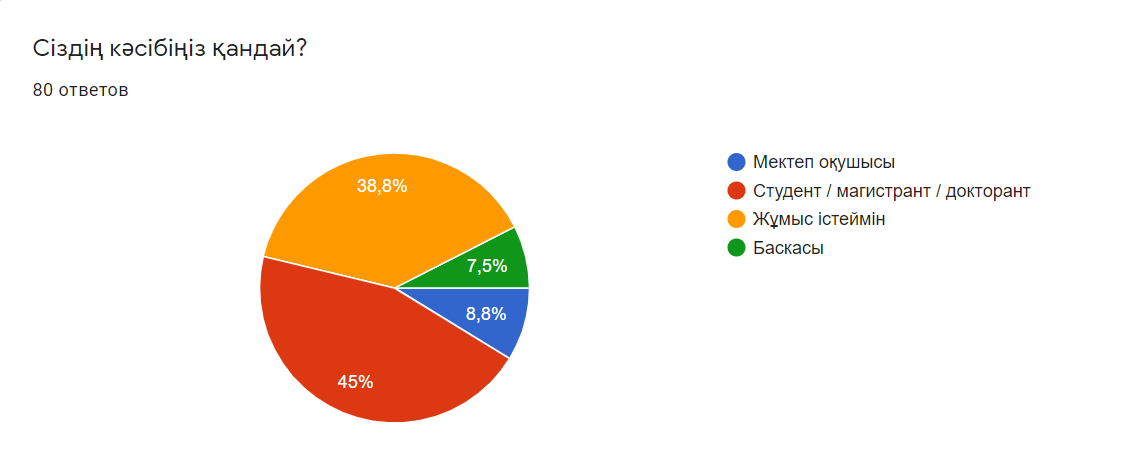 Сіздің кәсібіңіз қандай?
80 ответов
38,8%
7,5%
8,8%
45%
Мектеп оқушысы
Студент / магистрант / докторант
Жұмыс істеймін
Баскасы